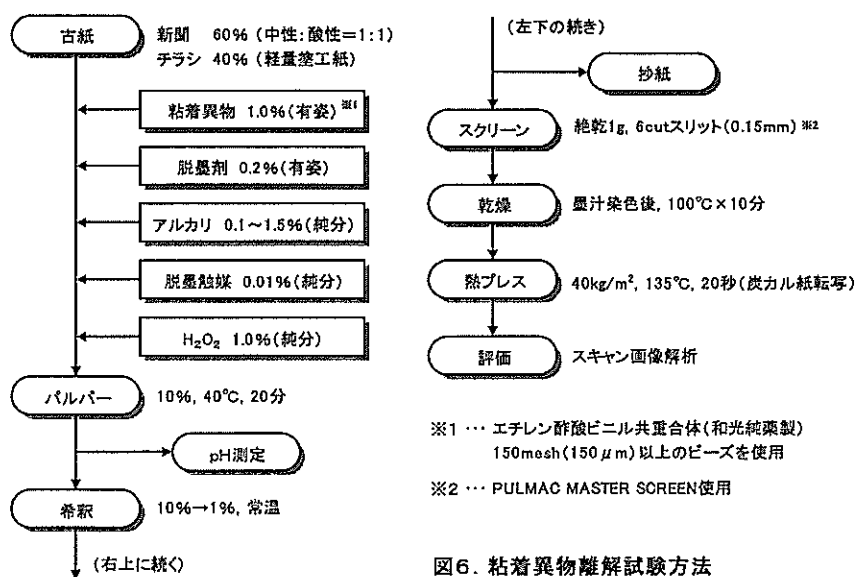 古紙
新聞 60% (中性:酸性=1:1)
チラシ 40% (軽量塗工紙)
粘着異物 1.0%(有姿) ※1
脱墨剤 0.2%(有姿)
アルカリ 0.1～1.5%(純分)
脱墨触媒 0.01%(純分)
H₂O₂ 1.0%(純分)
パルパー
10%, 40℃, 20分
pH測定
希釈
10%→1%, 常温
(右上に続く)
(左下の続き)
抄紙
スクリーン
絶乾1g, 6cutスリット(0.15mm) ※2
乾燥
墨汁染色後, 100℃×10分
熱プレス
40kg/m², 135℃, 20秒(炭カル紙転写)
評価
スキャン画像解析
※1 … エチレン酢酸ビニル共重合体(和光純薬製)
150mesh(150μm)以上のビーズを使用
※2 … PULMAC MASTER SCREEN使用
図6. 粘着異物離解試験方法